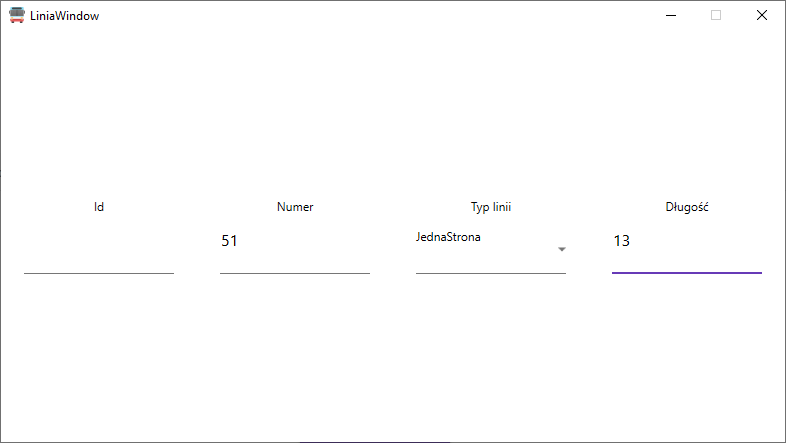 LiniaWindow
Id
Numer
Typ linii
Długość
51
JednaStrona
13